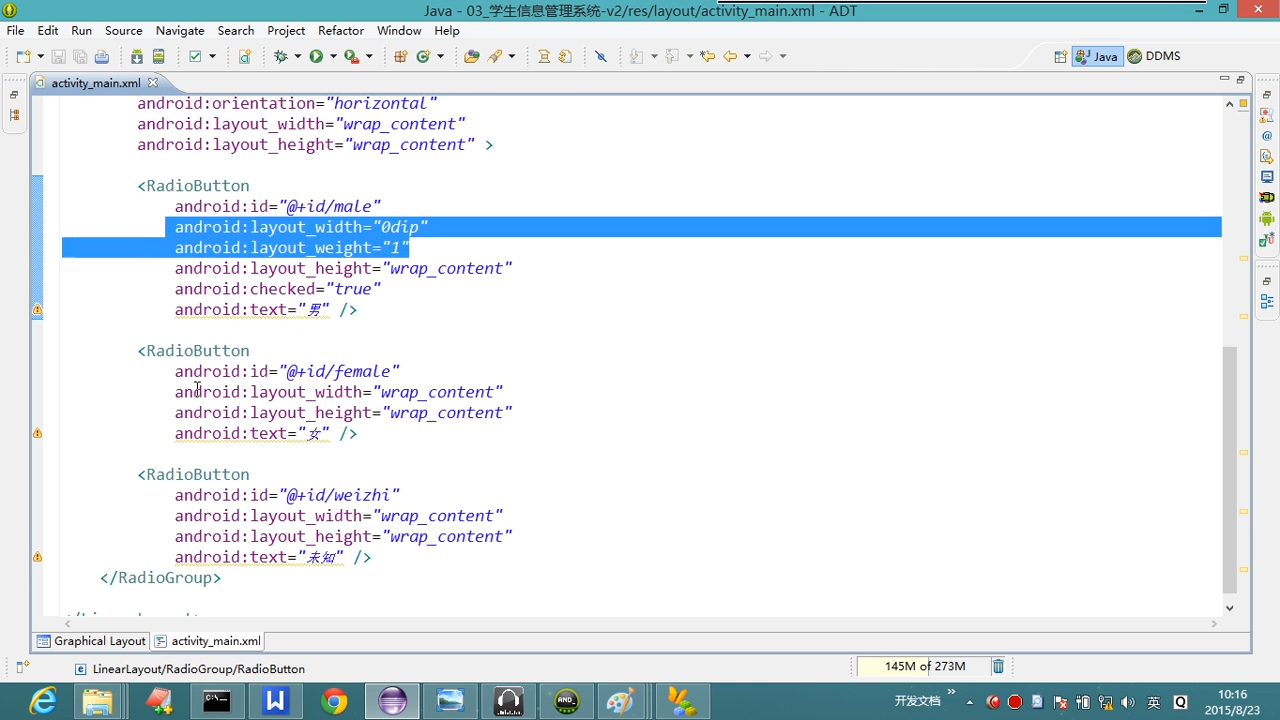 Java - 03_学生信息管理系统-v2/res/layout/activity_main.xml - ADT
File Edit Run Source Navigate Search Project Refactor Window Help
Java DDMS
activity_main.xml
android:orientation="horizontal"
android:layout_width="wrap_content"
android:layout_height="wrap_content" >
<RadioButton
android:id="@+id/male"
android:layout_width="0dip"
android:layout_weight="1"
android:layout_height="wrap_content"
android:checked="true"
android:text="男" />
<RadioButton
android:id="@+id/female"
android:layout_width="wrap_content"
android:layout_height="wrap_content"
android:text="女" />
<RadioButton
android:id="@+id/weizhi"
android:layout_width="wrap_content"
android:layout_height="wrap_content"
android:text="未知" />
</RadioGroup>
Graphical Layout activity_main.xml
LinearLayout/RadioGroup/RadioButton
145M of 273M
开发文档 » 英 10:16
2015/8/23